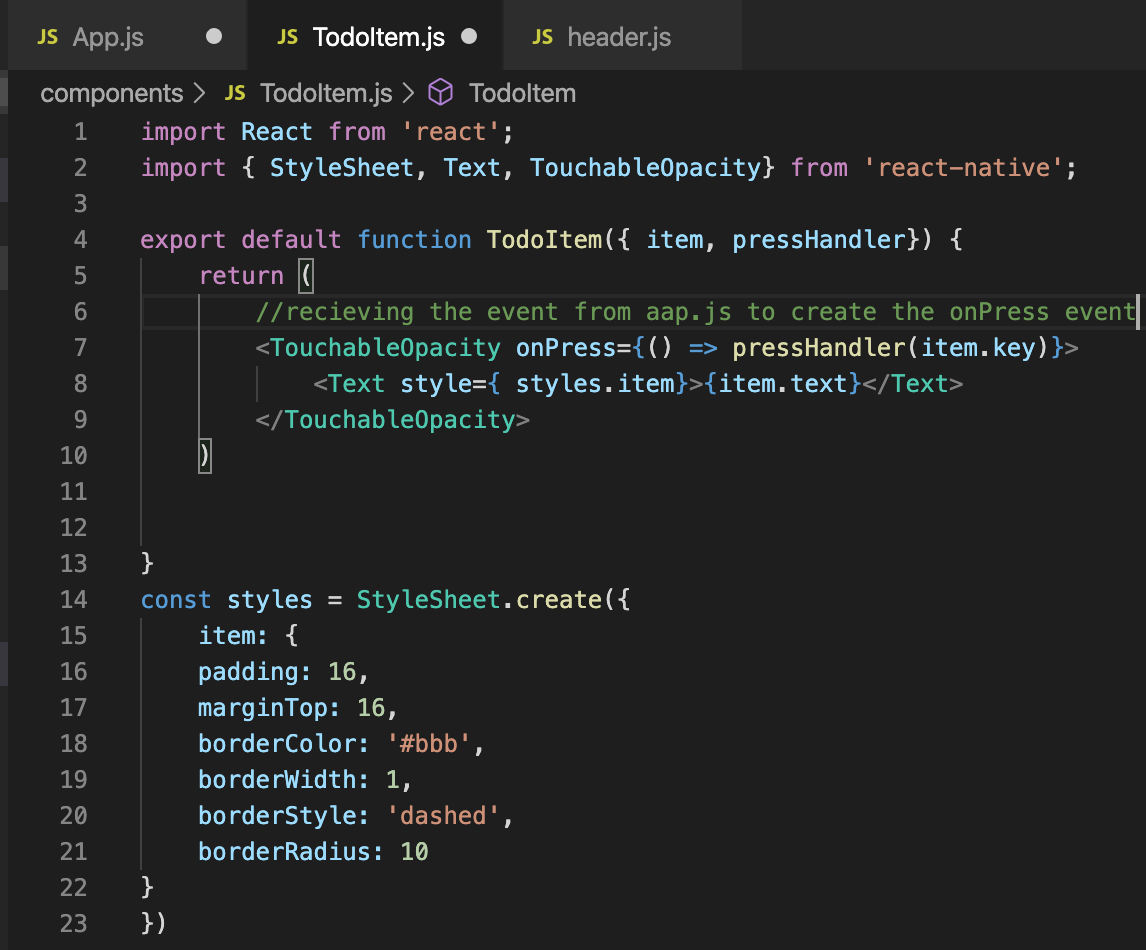 JS App.js
JS TodoItem.js
JS header.js
components > JS TodoItem.js > TodoItem
1 import React from 'react';
2 import { StyleSheet, Text, TouchableOpacity} from 'react-native';
3
4 export default function TodoItem({ item, pressHandler}) {
5     return (
6         //recieving the event from aap.js to create the onPress event
7         <TouchableOpacity onPress={() => pressHandler(item.key)}>
8             <Text style={ styles.item}>{item.text}</Text>
9         </TouchableOpacity>
10     )
11
12
13 }
14 const styles = StyleSheet.create({
15     item: {
16     padding: 16,
17     marginTop: 16,
18     borderColor: '#bbb',
19     borderWidth: 1,
20     borderStyle: 'dashed',
21     borderRadius: 10
22 }
23 })